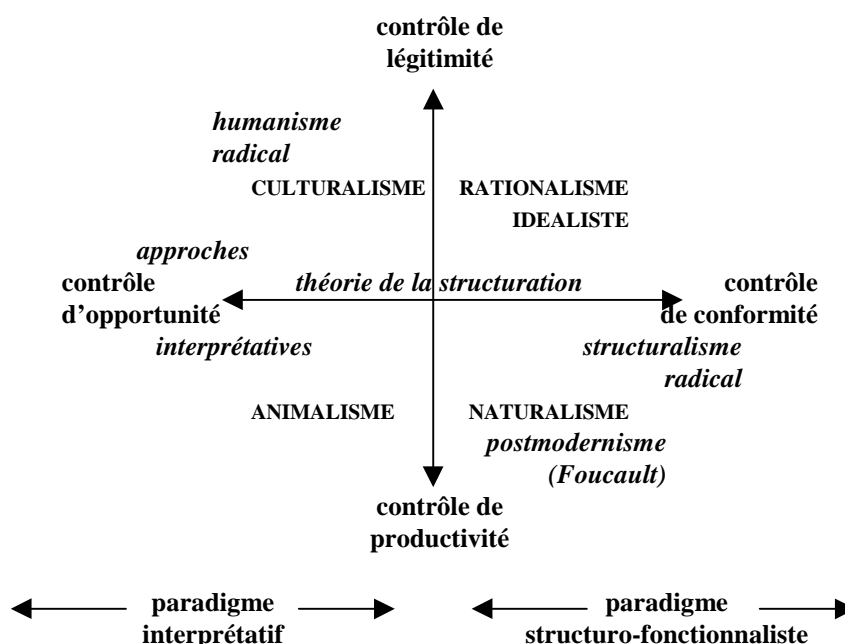 contrôle de
légitimité
humanisme
radical
CULTURALISME
RATIONALISME
IDEALISTE
approches
contrôle
d'opportunité
théorie de la structuration
contrôle
de conformité
interprétatives
structuralisme
radical
ANIMALISME
NATURALISME
postmodernisme
(Foucault)
contrôle de
productivité
paradigme
interprétatif
paradigme
structuro-fonctionnaliste